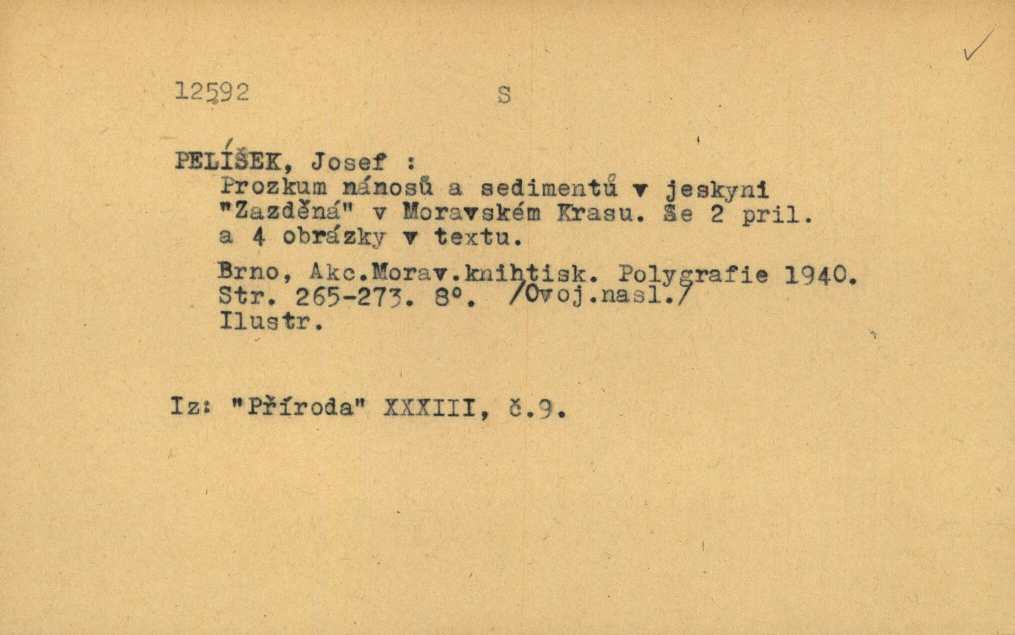 12592 S
PELÍŠEK, Josef :
Prozkum nánosů a sedimentů v jeskyni
"Zazděná" v Moravském Krasu. Se 2 pril.
a 4 obrázky v textu.
Brno, Akc.Morav.knihtisk. Polygrafie 1940.
Str. 265-273. 8°. /Ovoj.nasl./
Ilustr.
Iz: "Příroda" XXXIII, č.9.